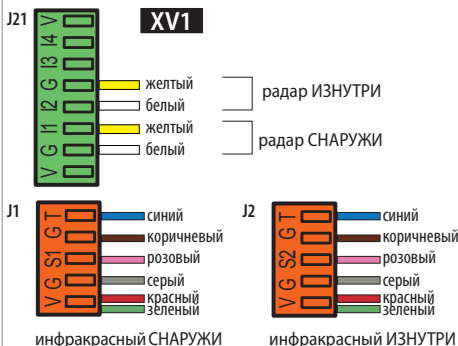 J21
XV1
V G I1 I2 G I3 I4 V
желтый
белый
радар ИЗНУТРИ
желтый
белый
радар СНАРУЖИ
J1
V G S1 G T
синий
коричневый
розовый
серый
красный
зеленый
инфракрасный СНАРУЖИ
J2
V G S2 G T
синий
коричневый
розовый
серый
красный
зеленый
инфракрасный ИЗНУТРИ